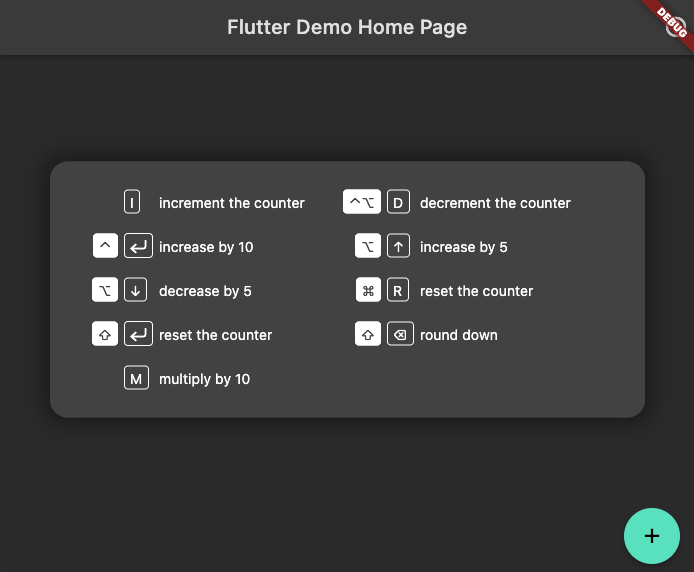 Flutter Demo Home Page
DEBUG
I increment the counter
^⌥ D decrement the counter
^ ↵ increase by 10
⌥ ↑ increase by 5
⌥ ↓ decrease by 5
⌘ R reset the counter
⇧ ↵ reset the counter
⇧ ⌫ round down
M multiply by 10
+